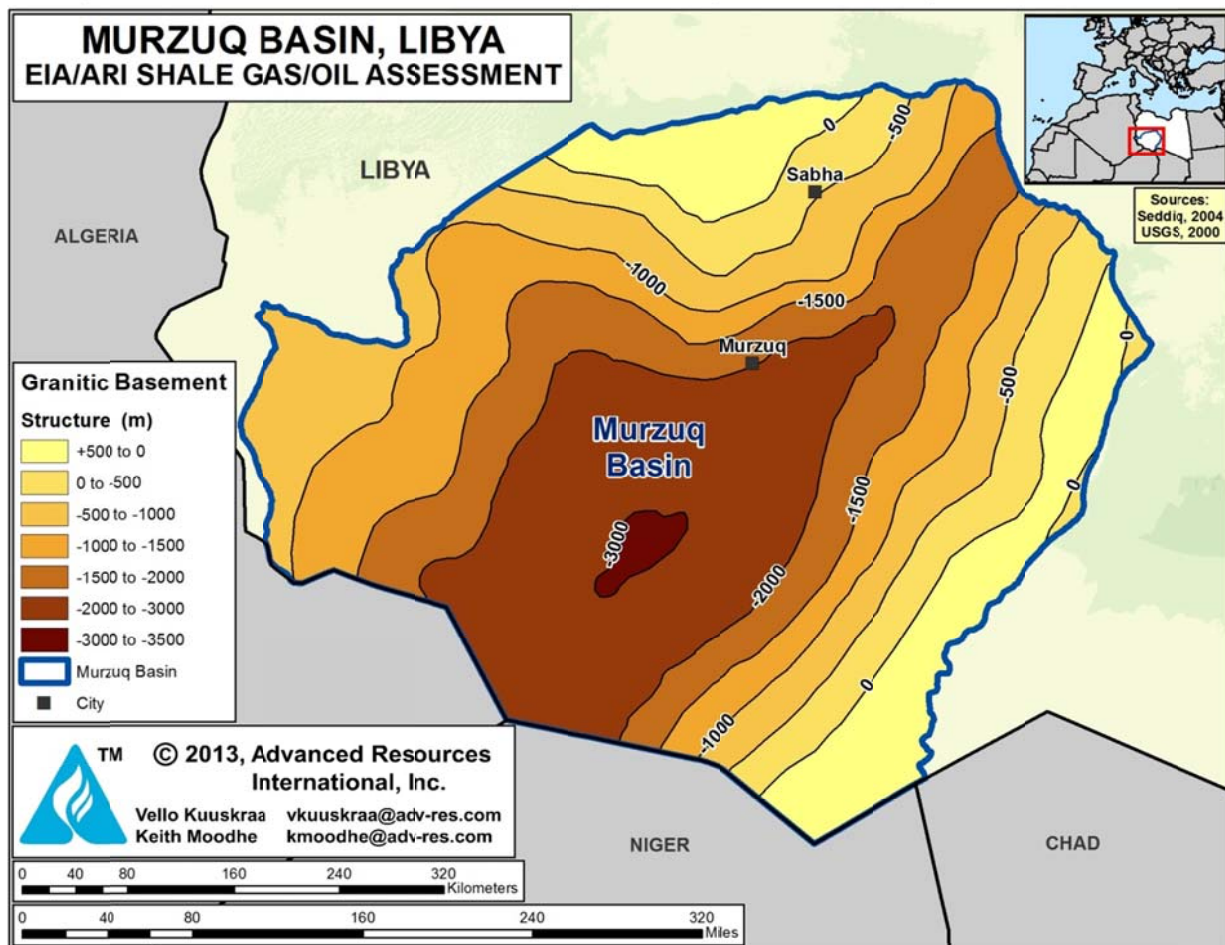 MURZUQ BASIN, LIBYA
EIA/ARI SHALE GAS/OIL ASSESSMENT
Sources:
Seddiq, 2004
USGS, 2000
LIBYA
ALGERIA
0
-500
Sabha
-1000
-1500
Murzuq
-500
0
Murzuq
Basin
-1500
0
-3000
-2000
0
-1000
NIGER
CHAD
Granitic Basement
Structure (m)
+500 to 0
0 to -500
-500 to -1000
-1000 to -1500
-1500 to -2000
-2000 to -3000
-3000 to -3500
Murzuq Basin
City
TM
© 2013, Advanced Resources
International, Inc.
Vello Kuuskraa vkuuskraa@adv-res.com
Keith Moodhe kmoodhe@adv-res.com
0 40 80 160 240 320
Kilometers
0 40 80 160 240 320
Miles